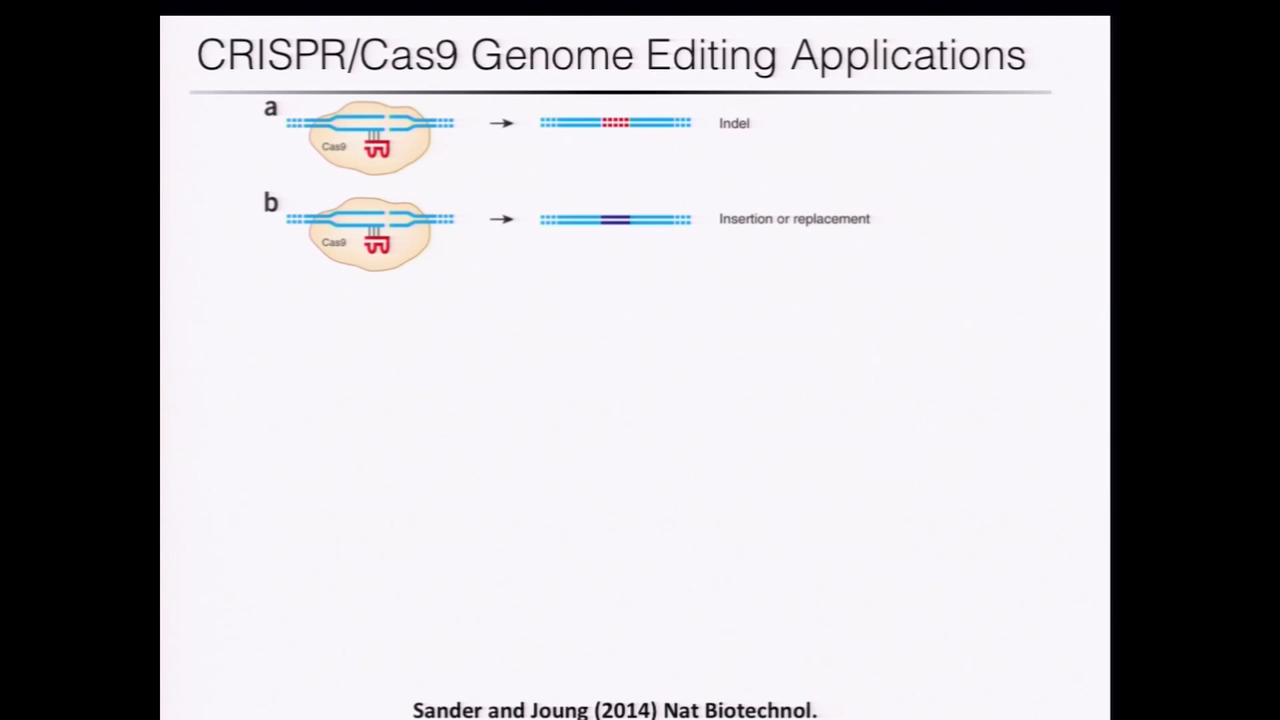 CRISPR/Cas9 Genome Editing Applications
a
Cas9
Indel
b
Cas9
Insertion or replacement
Sander and Joung (2014) Nat Biotechnol.